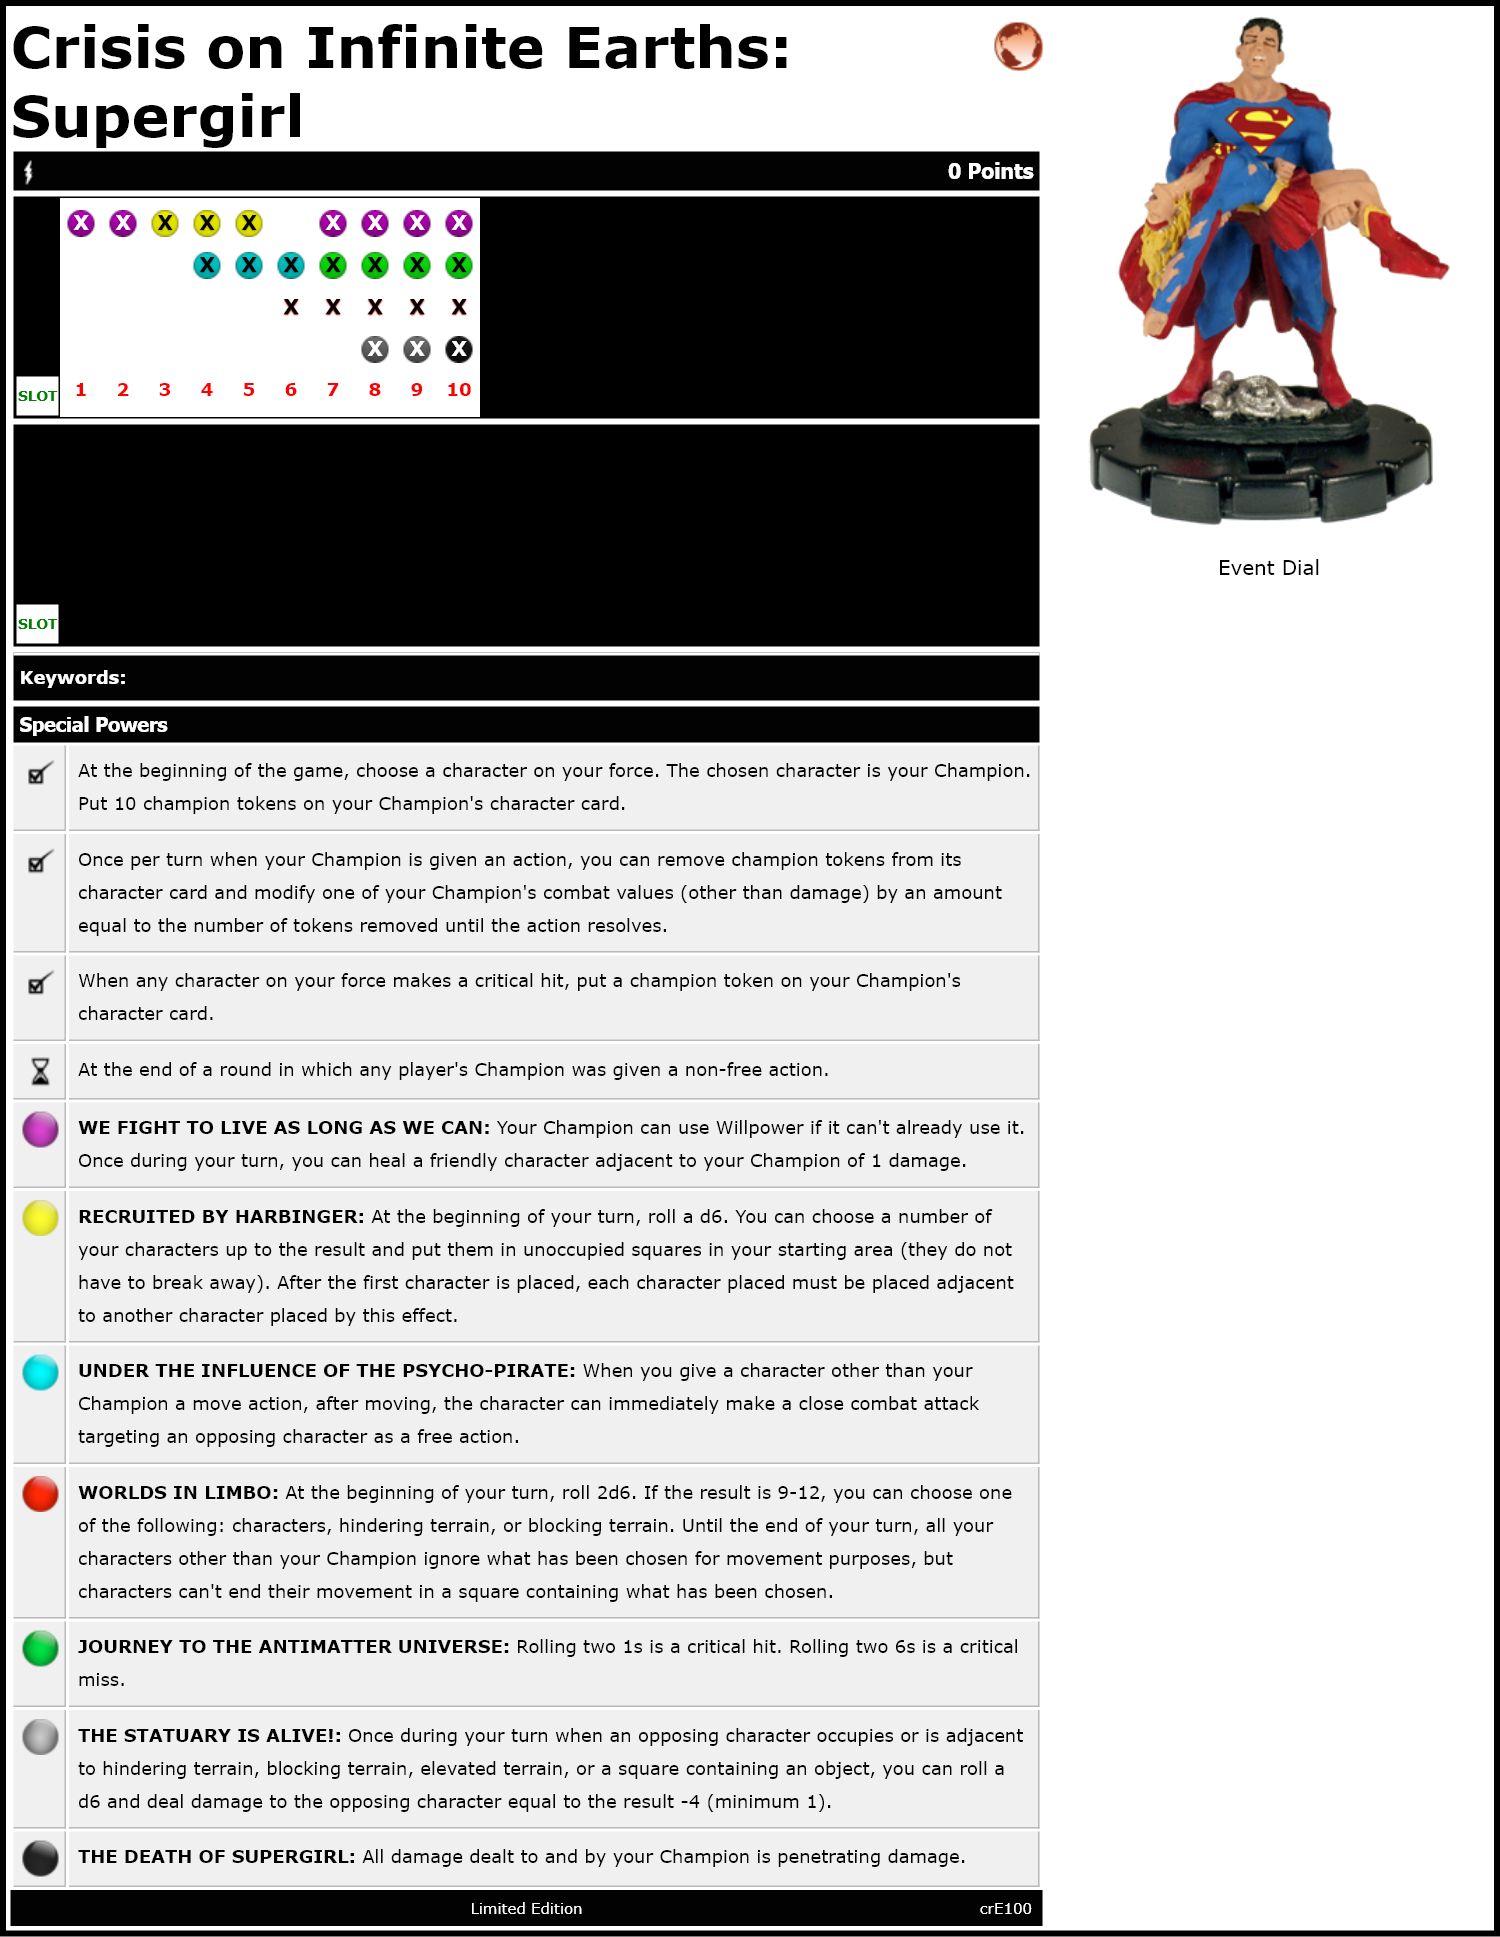 Crisis on Infinite Earths:
Supergirl
0 Points
X X X X X X X X X
X X X X X X X
X X X X X
X X X
SLOT 1 2 3 4 5 6 7 8 9 10
Event Dial
SLOT
Keywords:
Special Powers
At the beginning of the game, choose a character on your force. The chosen character is your Champion.
Put 10 champion tokens on your Champion's character card.
Once per turn when your Champion is given an action, you can remove champion tokens from its
character card and modify one of your Champion's combat values (other than damage) by an amount
equal to the number of tokens removed until the action resolves.
When any character on your force makes a critical hit, put a champion token on your Champion's
character card.
At the end of a round in which any player's Champion was given a non-free action.
WE FIGHT TO LIVE AS LONG AS WE CAN: Your Champion can use Willpower if it can't already use it.
Once during your turn, you can heal a friendly character adjacent to your Champion of 1 damage.
RECRUITED BY HARBINGER: At the beginning of your turn, roll a d6. You can choose a number of
your characters up to the result and put them in unoccupied squares in your starting area (they do not
have to break away). After the first character is placed, each character placed must be placed adjacent
to another character placed by this effect.
UNDER THE INFLUENCE OF THE PSYCHO-PIRATE: When you give a character other than your
Champion a move action, after moving, the character can immediately make a close combat attack
targeting an opposing character as a free action.
WORLDS IN LIMBO: At the beginning of your turn, roll 2d6. If the result is 9-12, you can choose one
of the following: characters, hindering terrain, or blocking terrain. Until the end of your turn, all your
characters other than your Champion ignore what has been chosen for movement purposes, but
characters can't end their movement in a square containing what has been chosen.
JOURNEY TO THE ANTIMATTER UNIVERSE: Rolling two 1s is a critical hit. Rolling two 6s is a critical
miss.
THE STATUARY IS ALIVE!: Once during your turn when an opposing character occupies or is adjacent
to hindering terrain, blocking terrain, elevated terrain, or a square containing an object, you can roll a
d6 and deal damage to the opposing character equal to the result -4 (minimum 1).
THE DEATH OF SUPERGIRL: All damage dealt to and by your Champion is penetrating damage.
Limited Edition
crE100